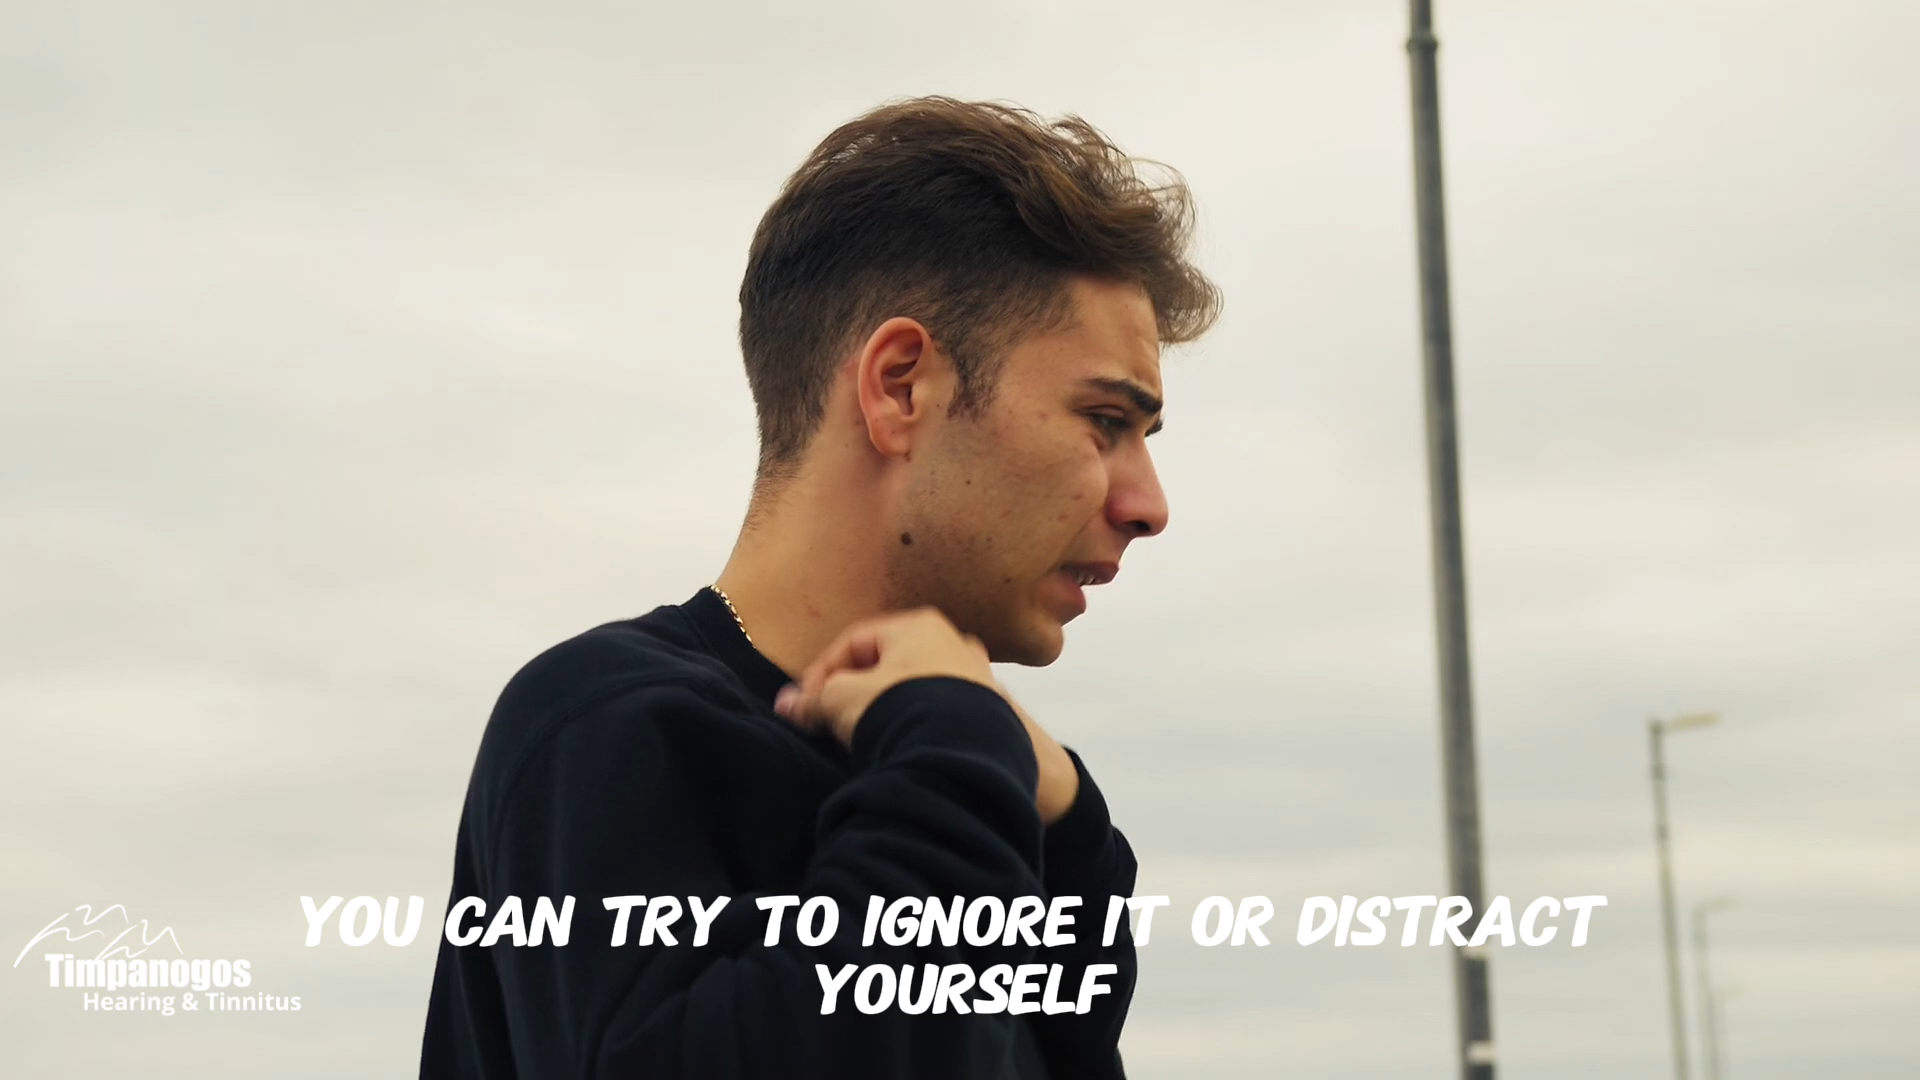 YOU CAN TRY TO IGNORE IT OR DISTRACT
YOURSELF
Timpanogos
Hearing & Tinnitus